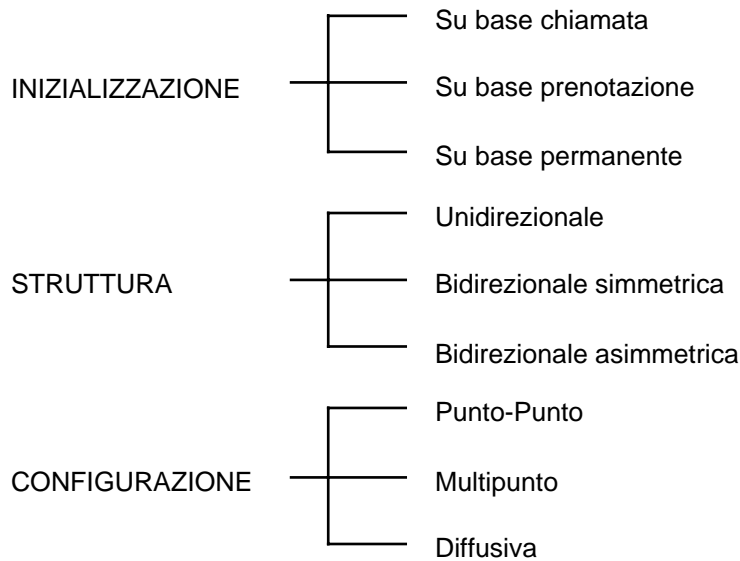 Su base chiamata
INIZIALIZZAZIONE
Su base prenotazione
Su base permanente
Unidirezionale
STRUTTURA
Bidirezionale simmetrica
Bidirezionale asimmetrica
Punto-Punto
CONFIGURAZIONE
Multipunto
Diffusiva